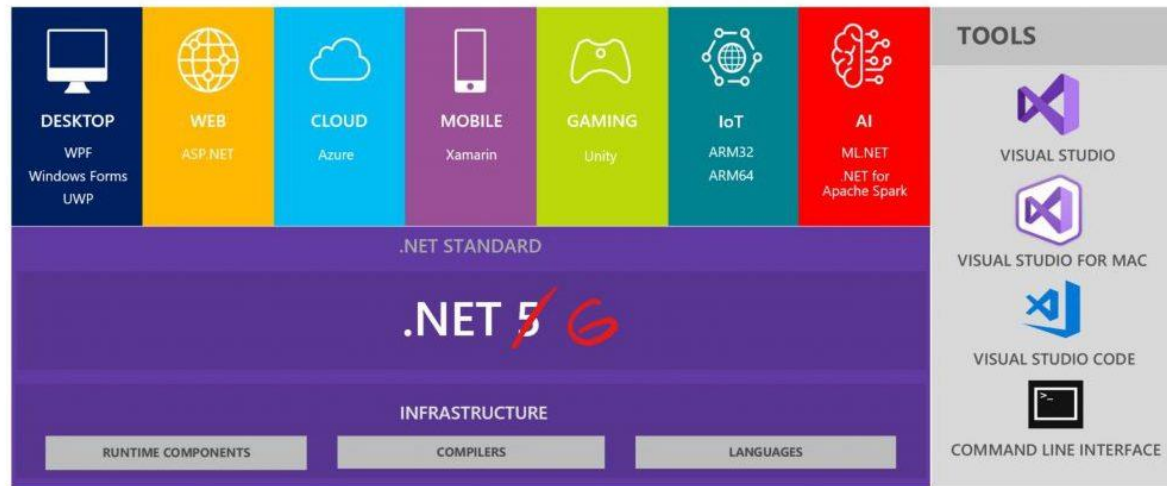 DESKTOP
WPF
Windows Forms
UWP
WEB
ASP.NET
CLOUD
Azure
MOBILE
Xamarin
GAMING
Unity
IoT
ARM32
ARM64
AI
ML.NET
.NET for
Apache Spark
.NET STANDARD
.NET 5 6
INFRASTRUCTURE
RUNTIME COMPONENTS
COMPILERS
LANGUAGES
TOOLS
VISUAL STUDIO
VISUAL STUDIO FOR MAC
VISUAL STUDIO CODE
>_
COMMAND LINE INTERFACE